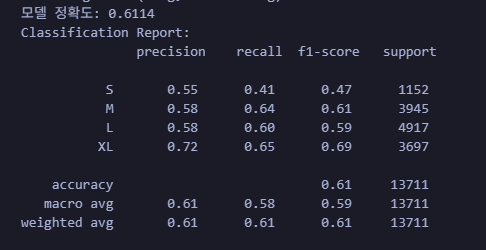 모델 정확도: 0.6114
Classification Report:
precision recall f1-score support
S 0.55 0.41 0.47 1152
M 0.58 0.64 0.61 3945
L 0.58 0.60 0.59 4917
XL 0.72 0.65 0.69 3697
accuracy 0.61 13711
macro avg 0.61 0.58 0.59 13711
weighted avg 0.61 0.61 0.61 13711